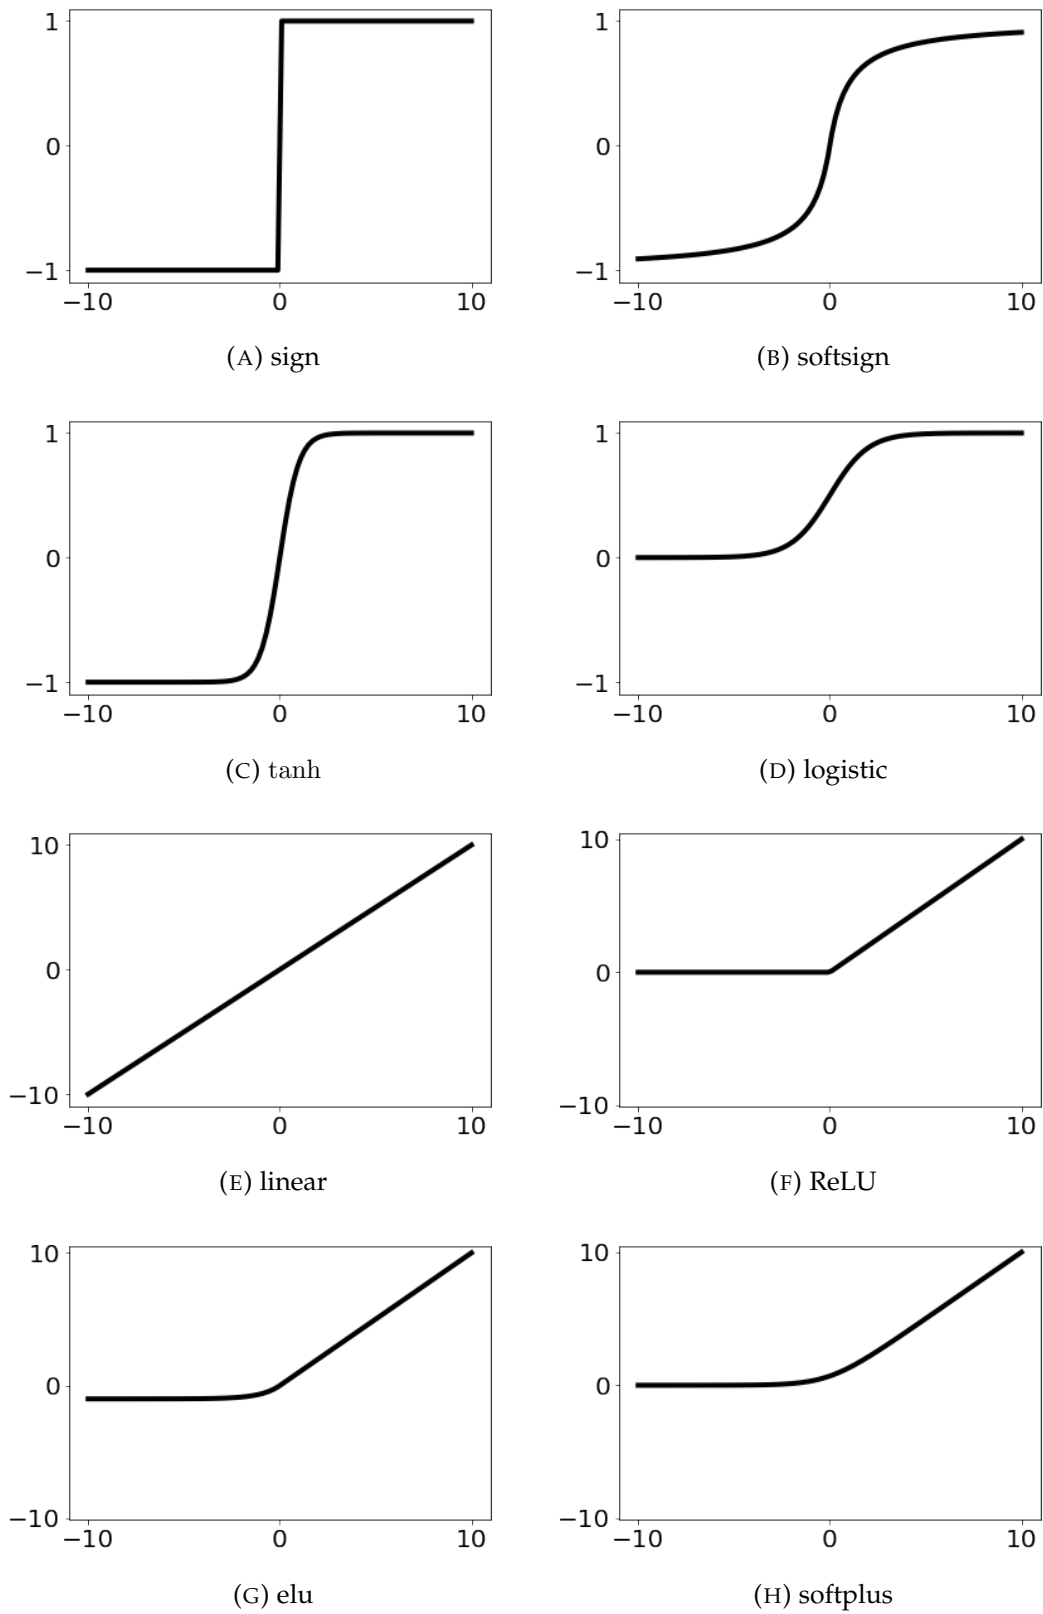 1
1
0
0
−1
−1
−10 0 10
−10 0 10
(A) sign
(B) softsign
1
1
0
0
−1
−1
−10 0 10
−10 0 10
(C) tanh
(D) logistic
10
10
0
0
−10
−10
−10 0 10
−10 0 10
(E) linear
(F) ReLU
10
10
0
0
−10
−10
−10 0 10
−10 0 10
(G) elu
(H) softplus